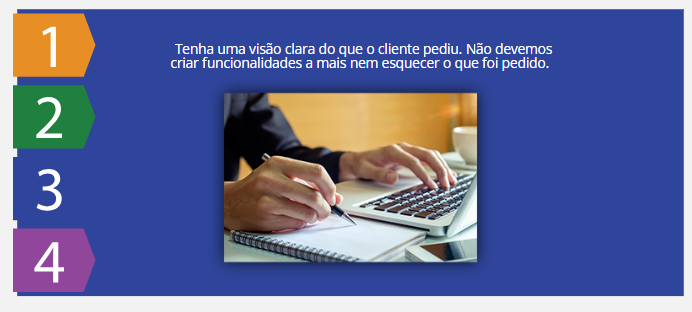 1
Tenha uma visão clara do que o cliente pediu. Não devemos
criar funcionalidades a mais nem esquecer o que foi pedido.
2
3
4